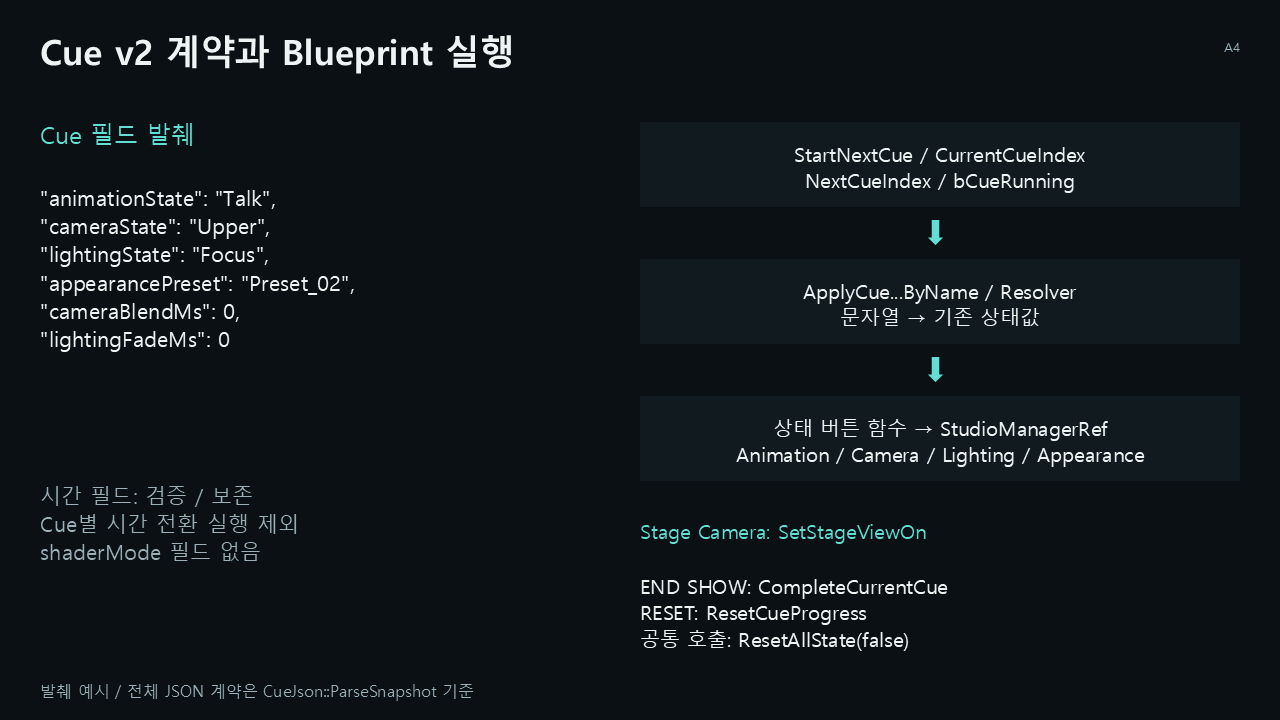 Cue v2 계약과 Blueprint 실행
A4
Cue 필드 발췌
"animationState": "Talk",
"cameraState": "Upper",
"lightingState": "Focus",
"appearancePreset": "Preset_02",
"cameraBlendMs": 0,
"lightingFadeMs": 0
시간 필드: 검증 / 보존
Cue별 시간 전환 실행 제외
shaderMode 필드 없음
StartNextCue / CurrentCueIndex
NextCueIndex / bCueRunning
⬇
ApplyCue...ByName / Resolver
문자열 → 기존 상태값
⬇
상태 버튼 함수 → StudioManagerRef
Animation / Camera / Lighting / Appearance
Stage Camera: SetStageViewOn
END SHOW: CompleteCurrentCue
RESET: ResetCueProgress
공통 호출: ResetAllState(false)
발췌 예시 / 전체 JSON 계약은 CueJson::ParseSnapshot 기준